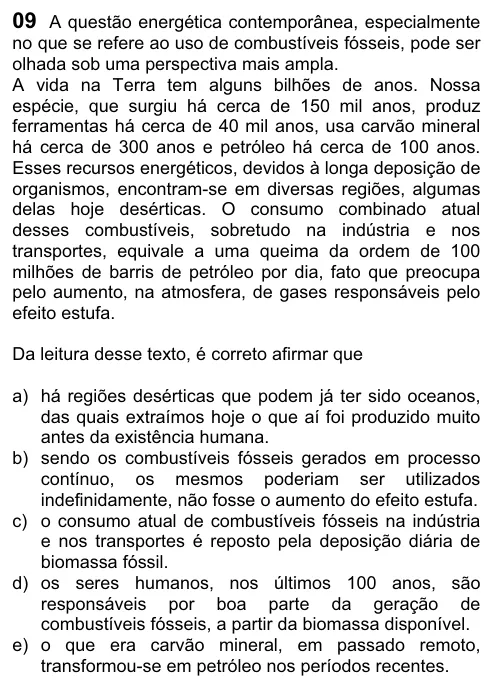 09 A questão energética contemporânea, especialmente
no que se refere ao uso de combustíveis fósseis, pode ser
olhada sob uma perspectiva mais ampla.
A vida na Terra tem alguns bilhões de anos. Nossa
espécie, que surgiu há cerca de 150 mil anos, produz
ferramentas há cerca de 40 mil anos, usa carvão mineral
há cerca de 300 anos e petróleo há cerca de 100 anos.
Esses recursos energéticos, devidos à longa deposição de
organismos, encontram-se em diversas regiões, algumas
delas hoje desérticas. O consumo combinado atual
desses combustíveis, sobretudo na indústria e nos
transportes, equivale a uma queima da ordem de 100
milhões de barris de petróleo por dia, fato que preocupa
pelo aumento, na atmosfera, de gases responsáveis pelo
efeito estufa.
Da leitura desse texto, é correto afirmar que
a) há regiões desérticas que podem já ter sido oceanos,
das quais extraímos hoje o que aí foi produzido muito
antes da existência humana.
b) sendo os combustíveis fósseis gerados em processo
contínuo, os mesmos poderiam ser utilizados
indefinidamente, não fosse o aumento do efeito estufa.
c) o consumo atual de combustíveis fósseis na indústria
e nos transportes é reposto pela deposição diária de
biomassa fóssil.
d) os seres humanos, nos últimos 100 anos, são
responsáveis por boa parte da geração de
combustíveis fósseis, a partir da biomassa disponível.
e) o que era carvão mineral, em passado remoto,
transformou-se em petróleo nos períodos recentes.